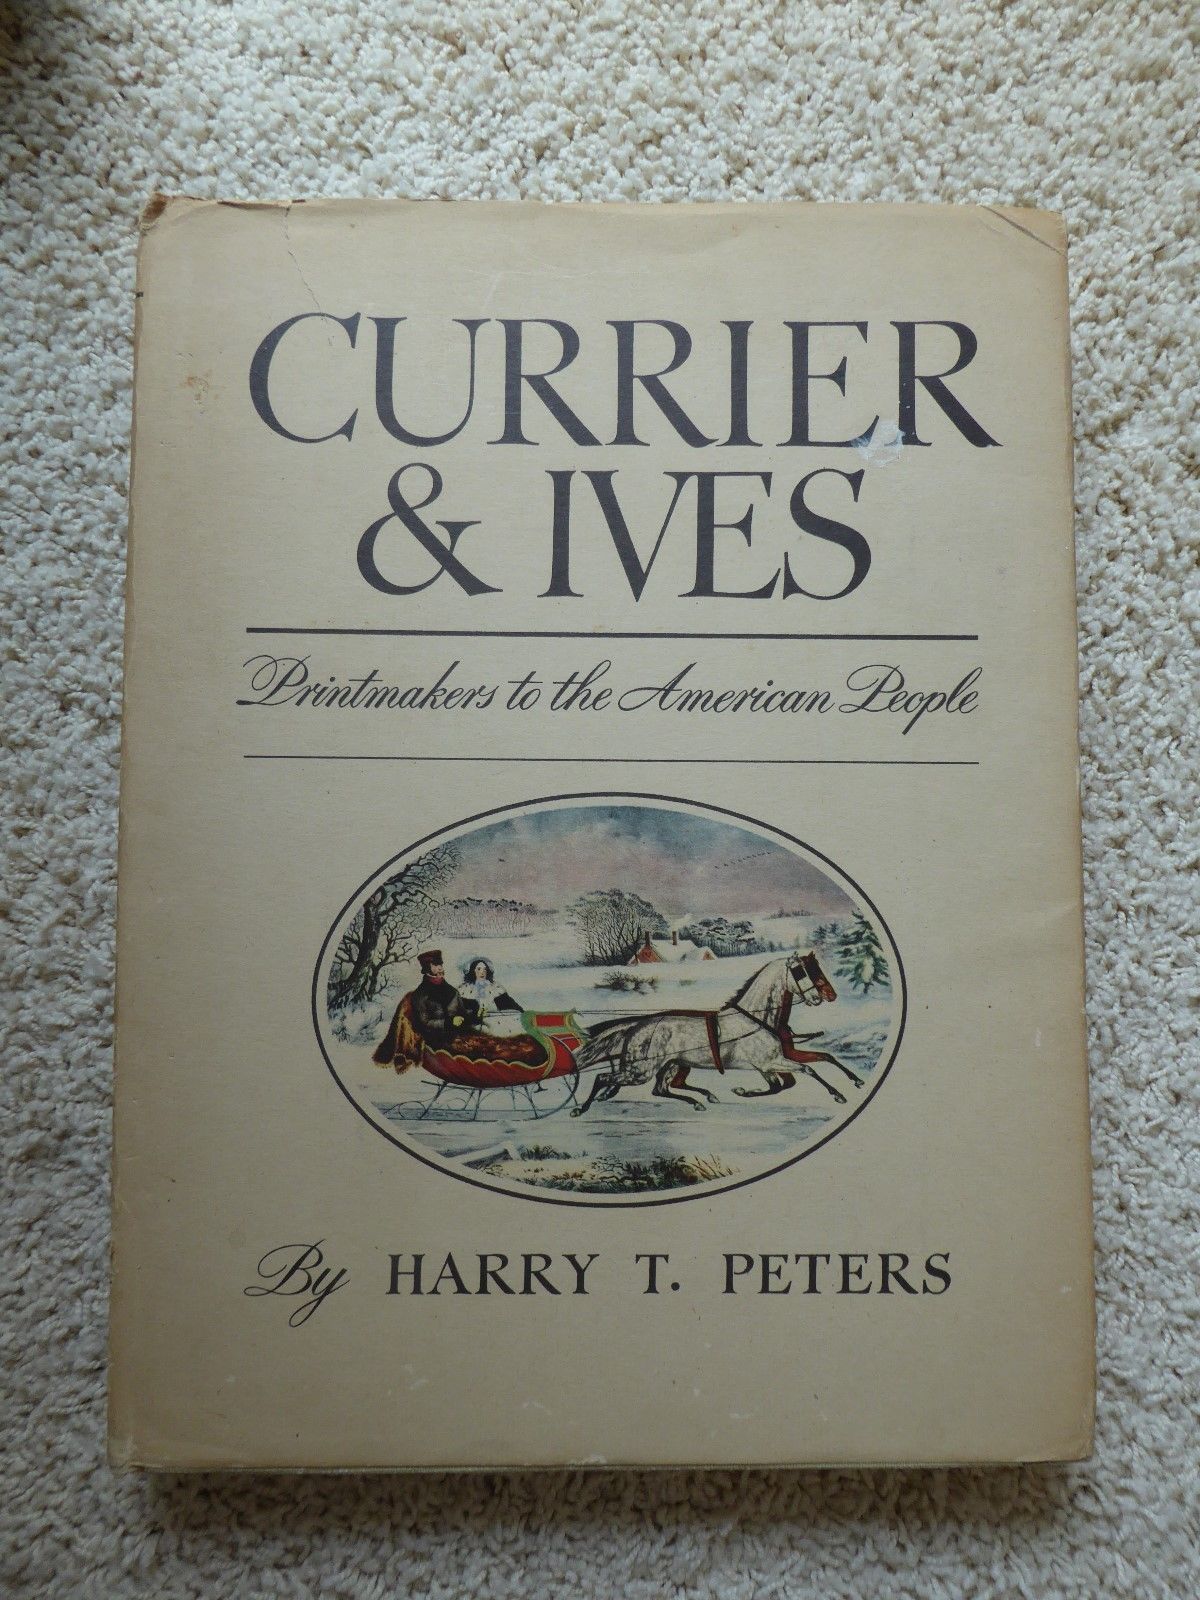 CURRIER
& IVES
Printmakers to the American People
By HARRY T. PETERS